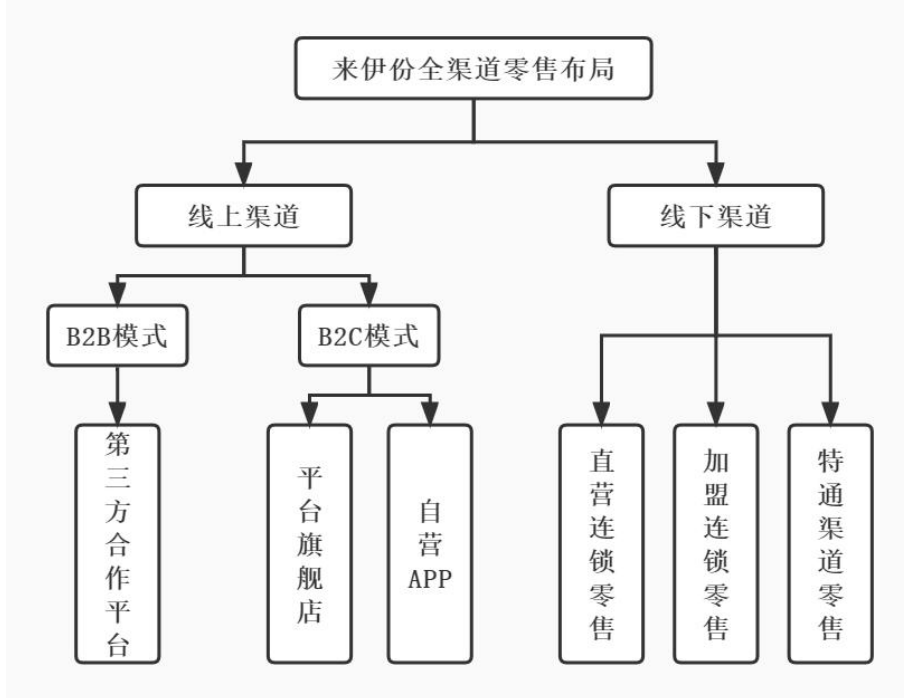 来伊份全渠道零售布局
线上渠道
线下渠道
B2B模式
B2C模式
第三方合作平台
平台旗舰店
自营APP
直营连锁零售
加盟连锁零售
特通渠道零售